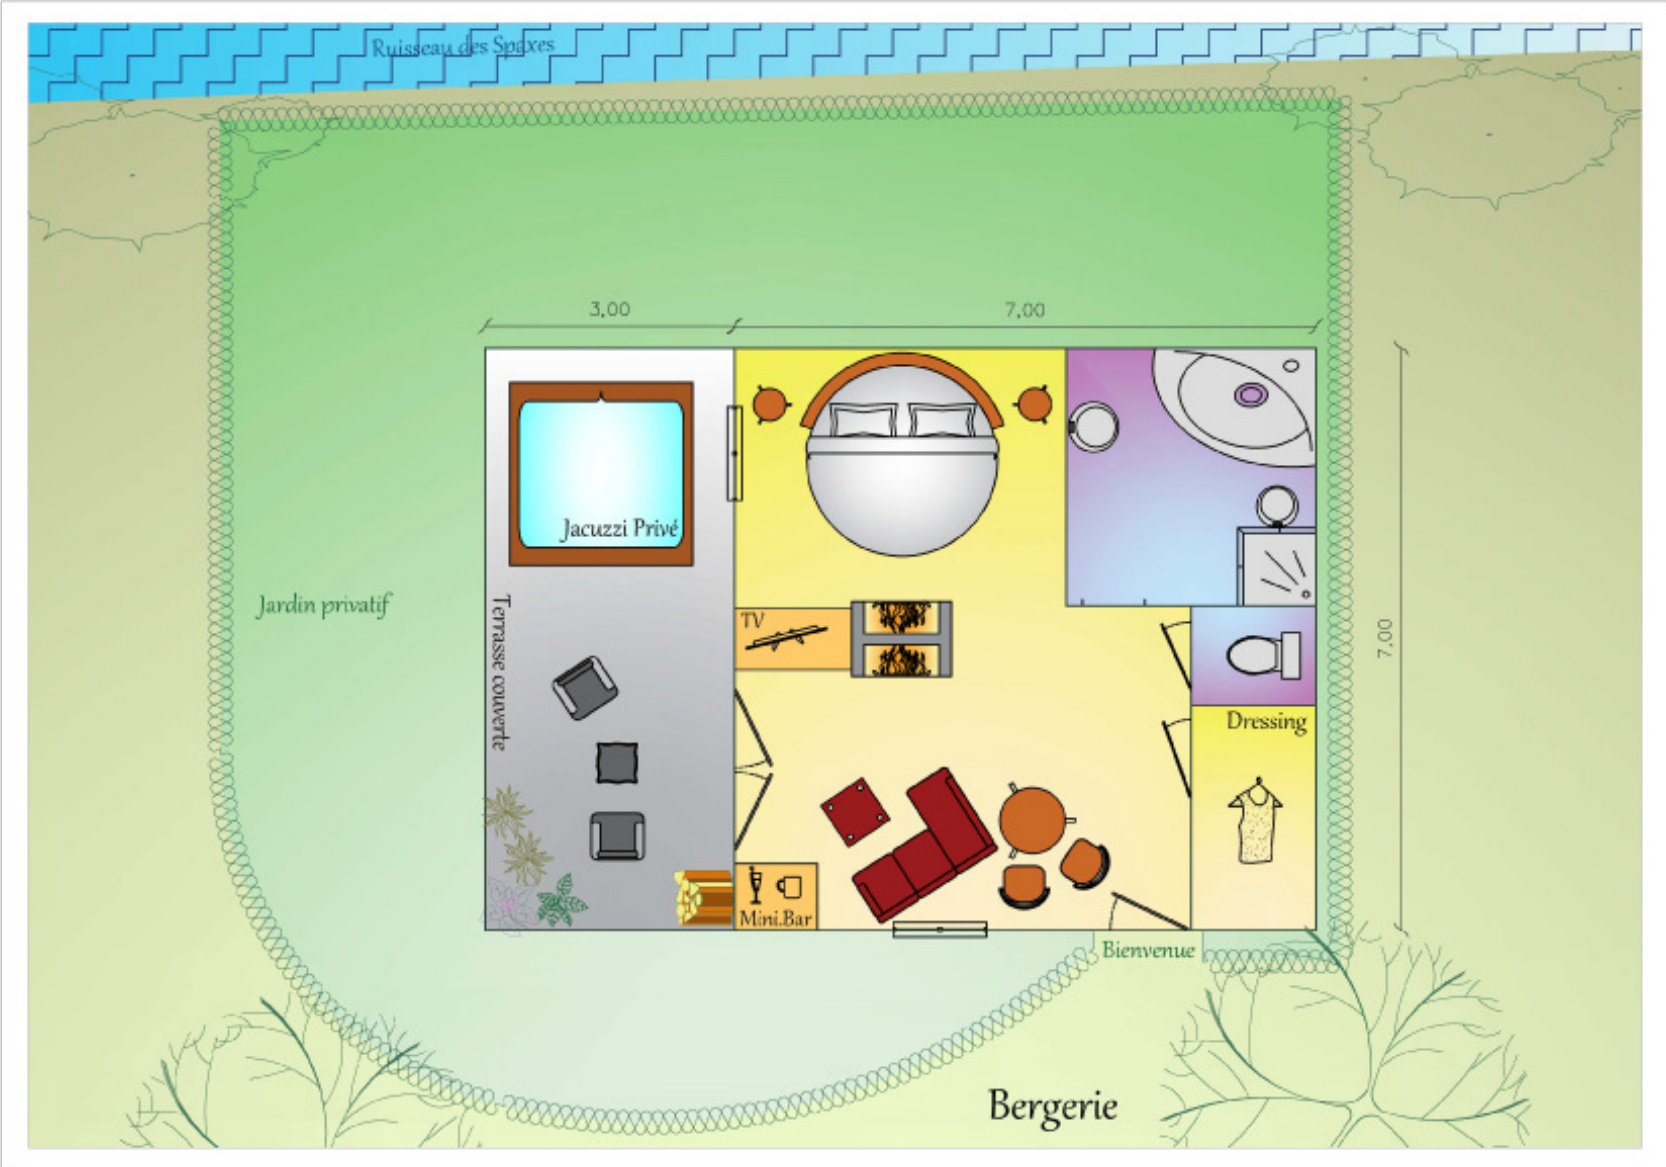 Ruisseau des Spaxes
3,00
7,00
Jacuzzi Privé
Jardin privatif
Terrasse couverte
TV
7,00
Dressing
Mini.Bar
Bienvenue
Bergerie